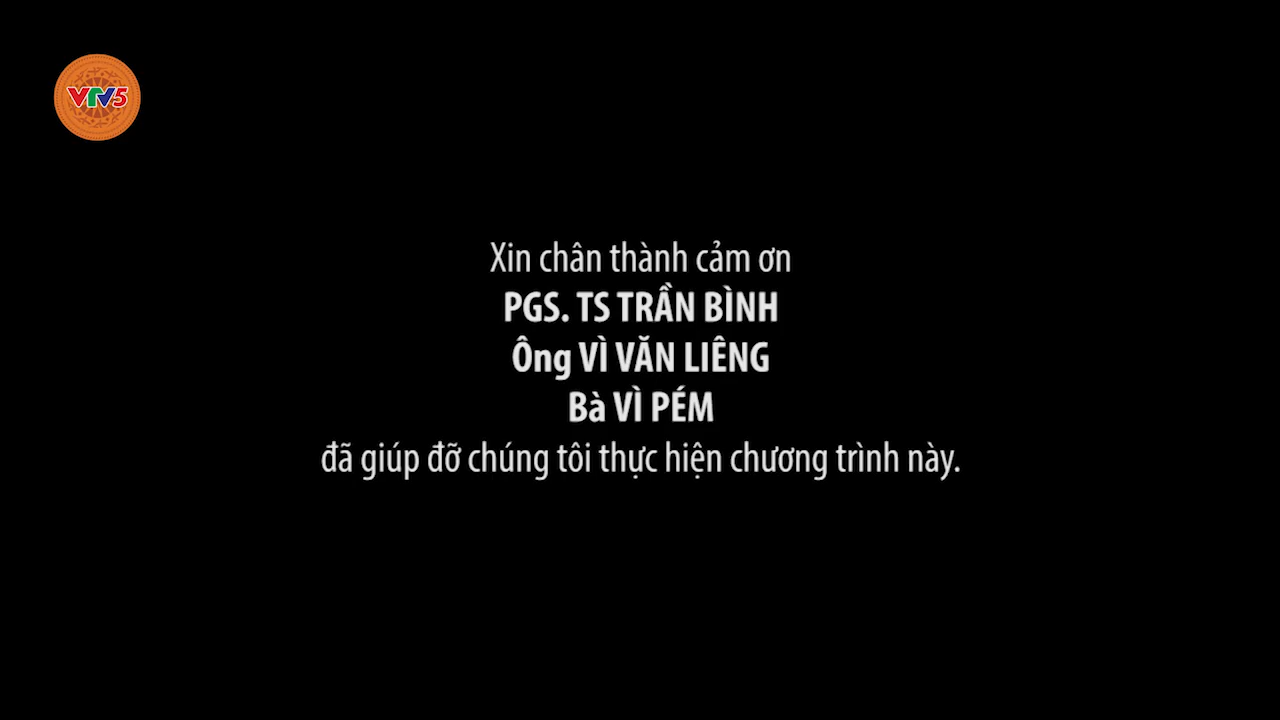 VTV5
Xin chân thành cảm ơn
PGS. TS TRẦN BÌNH
Ông VÌ VĂN LIÊNG
Bà VÌ PÉM
đã giúp đỡ chúng tôi thực hiện chương trình này.